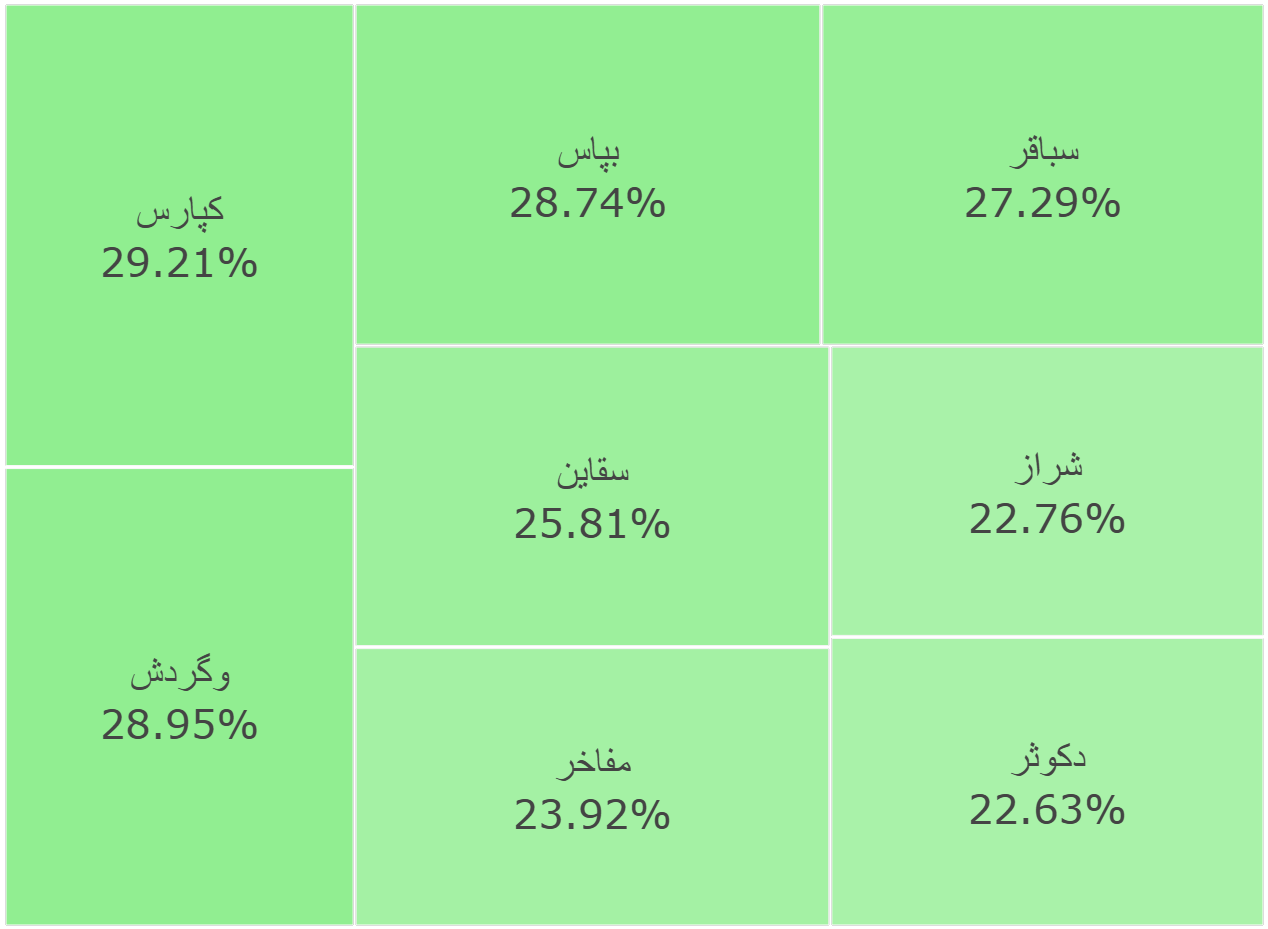 کپارس
29.21%
وگردش
28.95%
بپاس
28.74%
سباقر
27.29%
سقاین
25.81%
مفاخر
23.92%
شراز
22.76%
دکوثر
22.63%